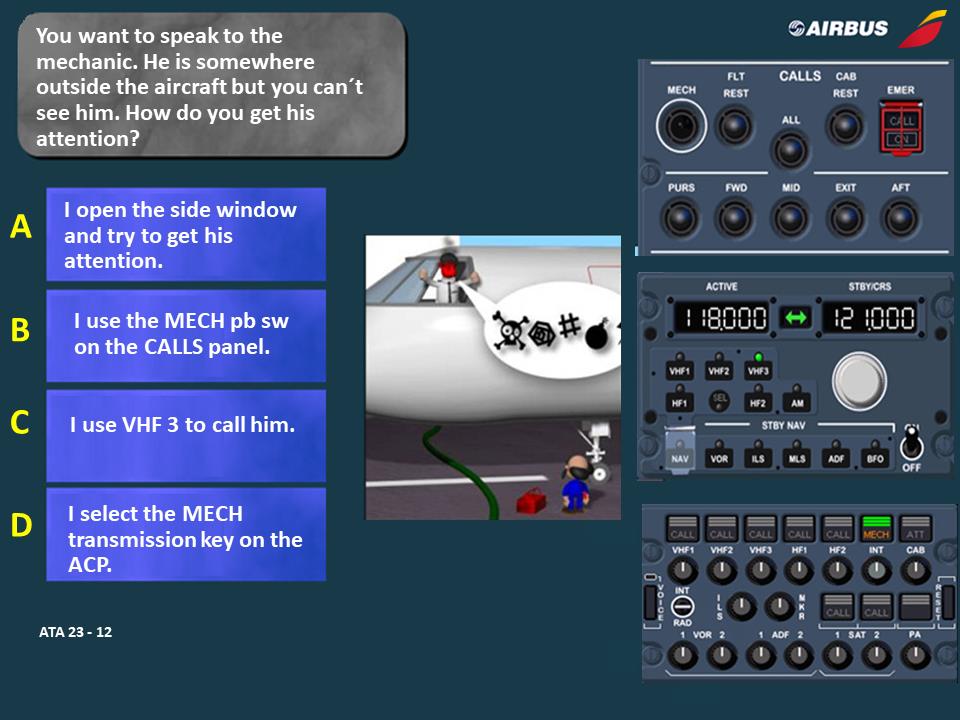 You want to speak to the
mechanic. He is somewhere
outside the aircraft but you can´t
see him. How do you get his
attention?
AIRBUS
A
I open the side window
and try to get his
attention.
B
I use the MECH pb sw
on the CALLS panel.
C
I use VHF 3 to call him.
D
I select the MECH
transmission key on the
ACP.
ATA 23 - 12
FLT CALLS CAB
MECH REST REST EMER
ALL
CALL
ON
PURS FWD MID EXIT AFT
ACTIVE STBY/CRS
118.000 121.000
VHF1 VHF2 VHF3
HF1 SEL HF2 AM
STBY NAV
NAV VOR ILS MLS ADF BFO
ON
OFF
CALL CALL CALL CALL CALL MECH ATT
VHF1 VHF2 VHF3 HF1 HF2 INT CAB
INT
RAD
VOICE
ILS
MKR
CALL CALL
RESET
1 VOR 2 1 ADF 2 1 SAT 2 PA